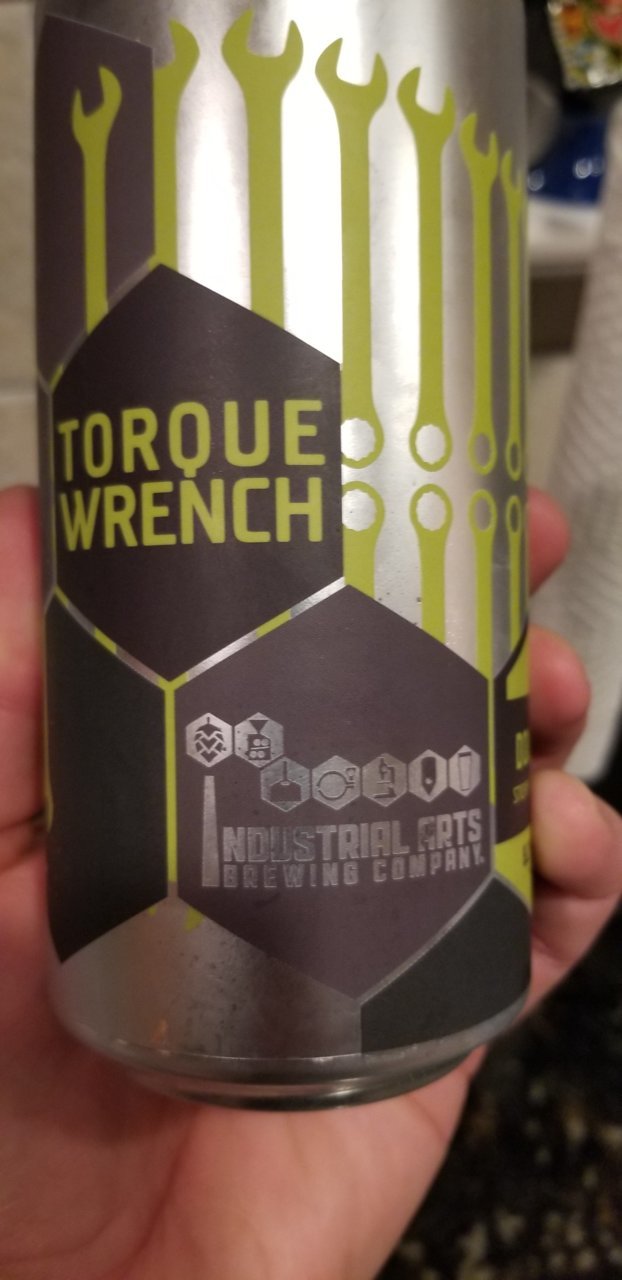 TORQUE
WRENCH
INDUSTRIAL ARTS
BREWING COMPANY.